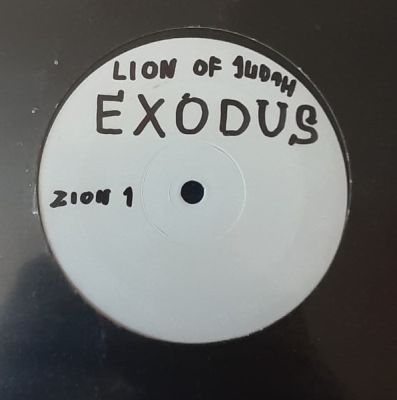 LION OF JUDAH
EXODUS
ZION 1